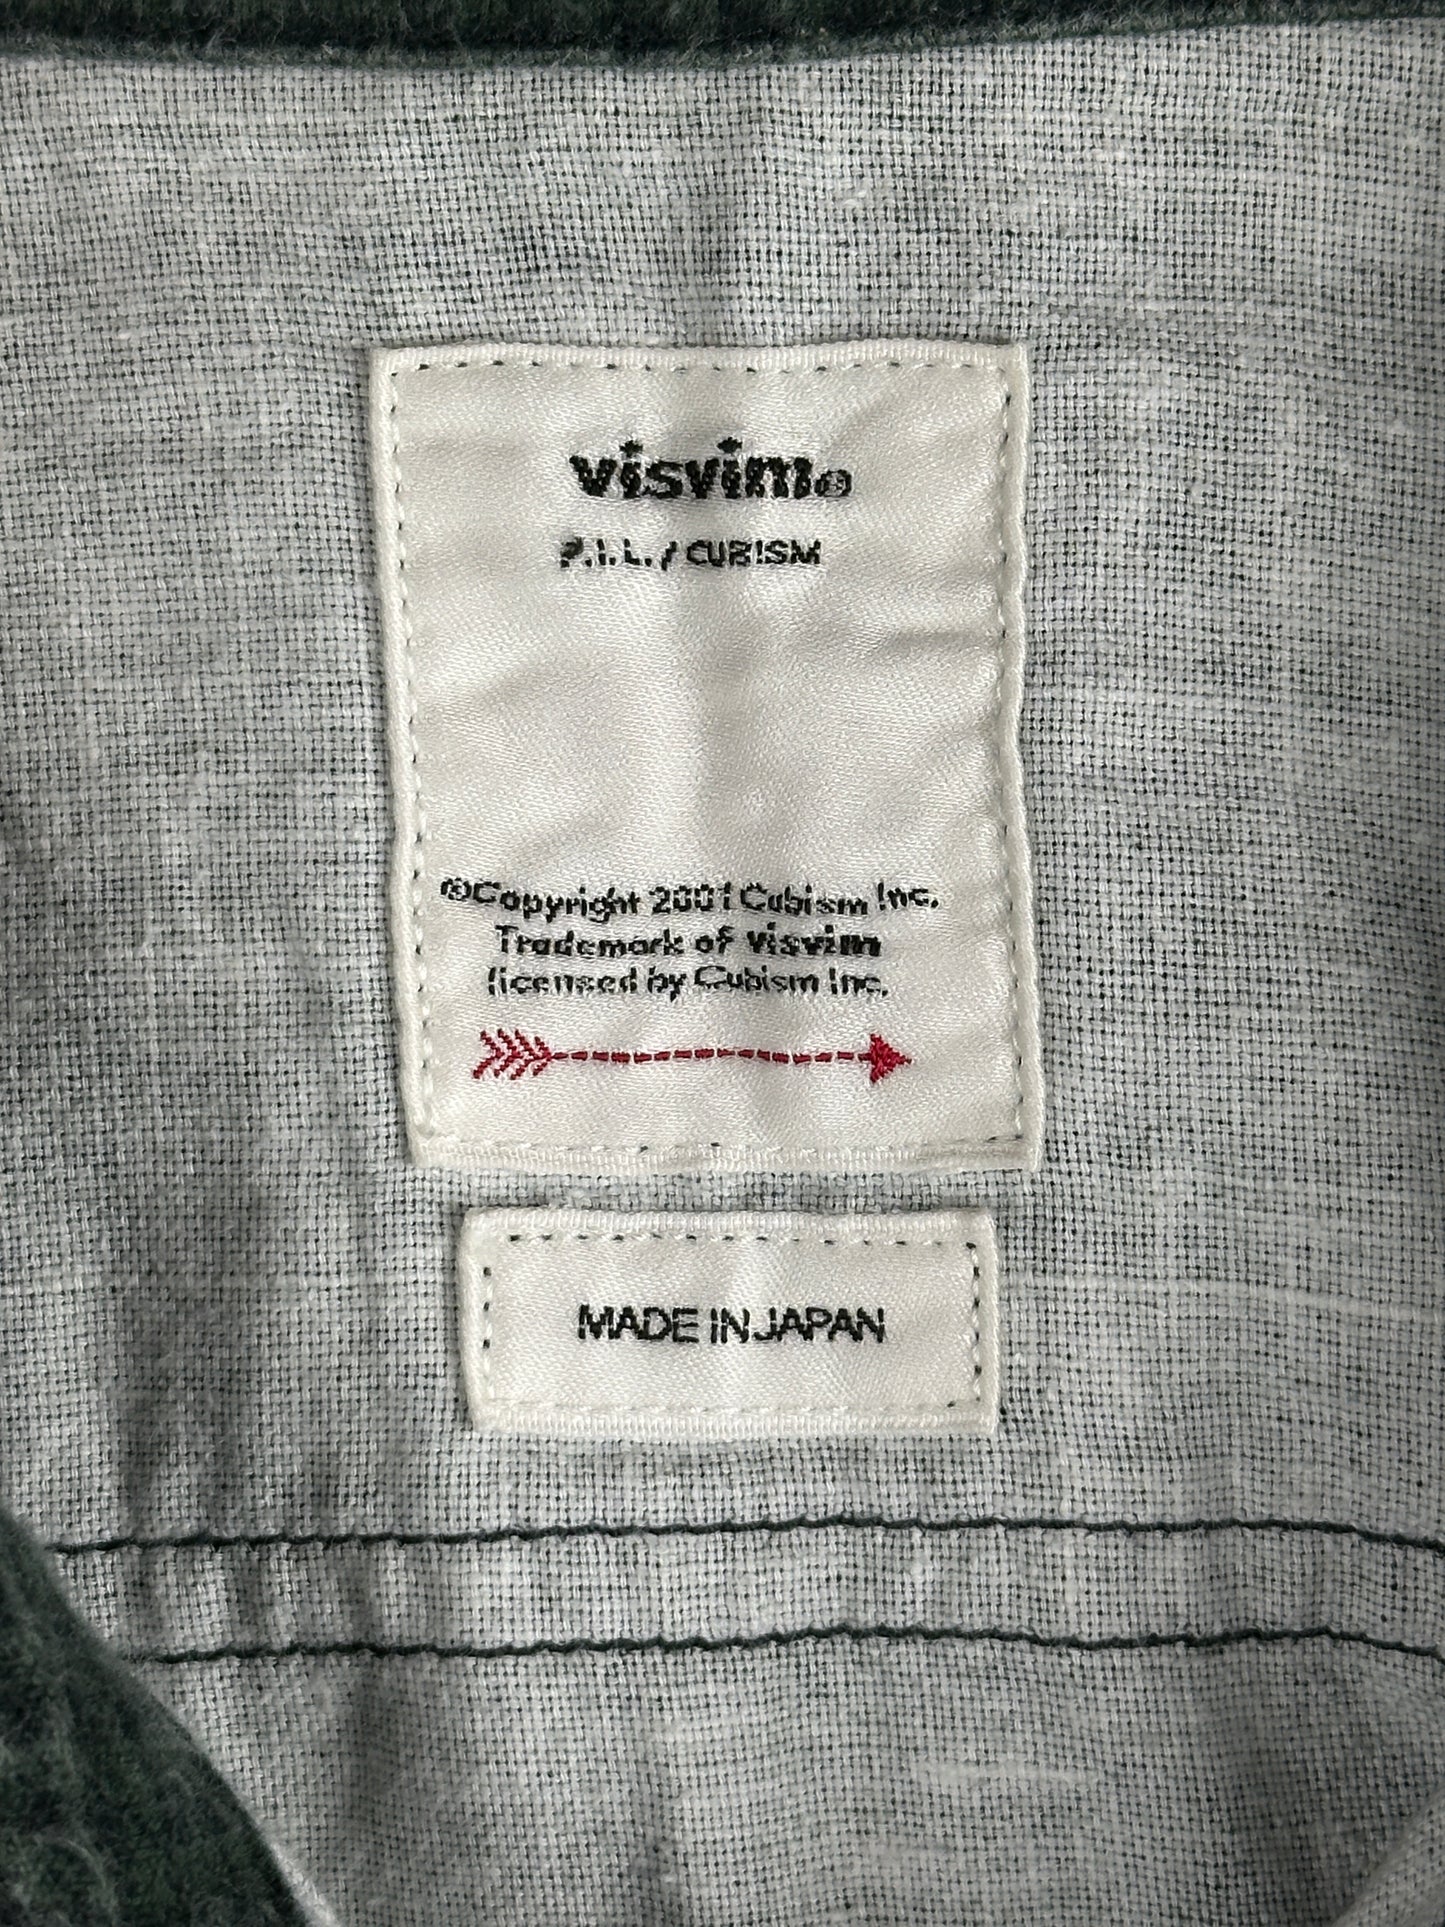 visvim®
P.I.L. / CUBISM
©Copyright 2001 Cubism Inc.
Trademark of visvim
licensed by Cubism Inc.
MADE IN JAPAN